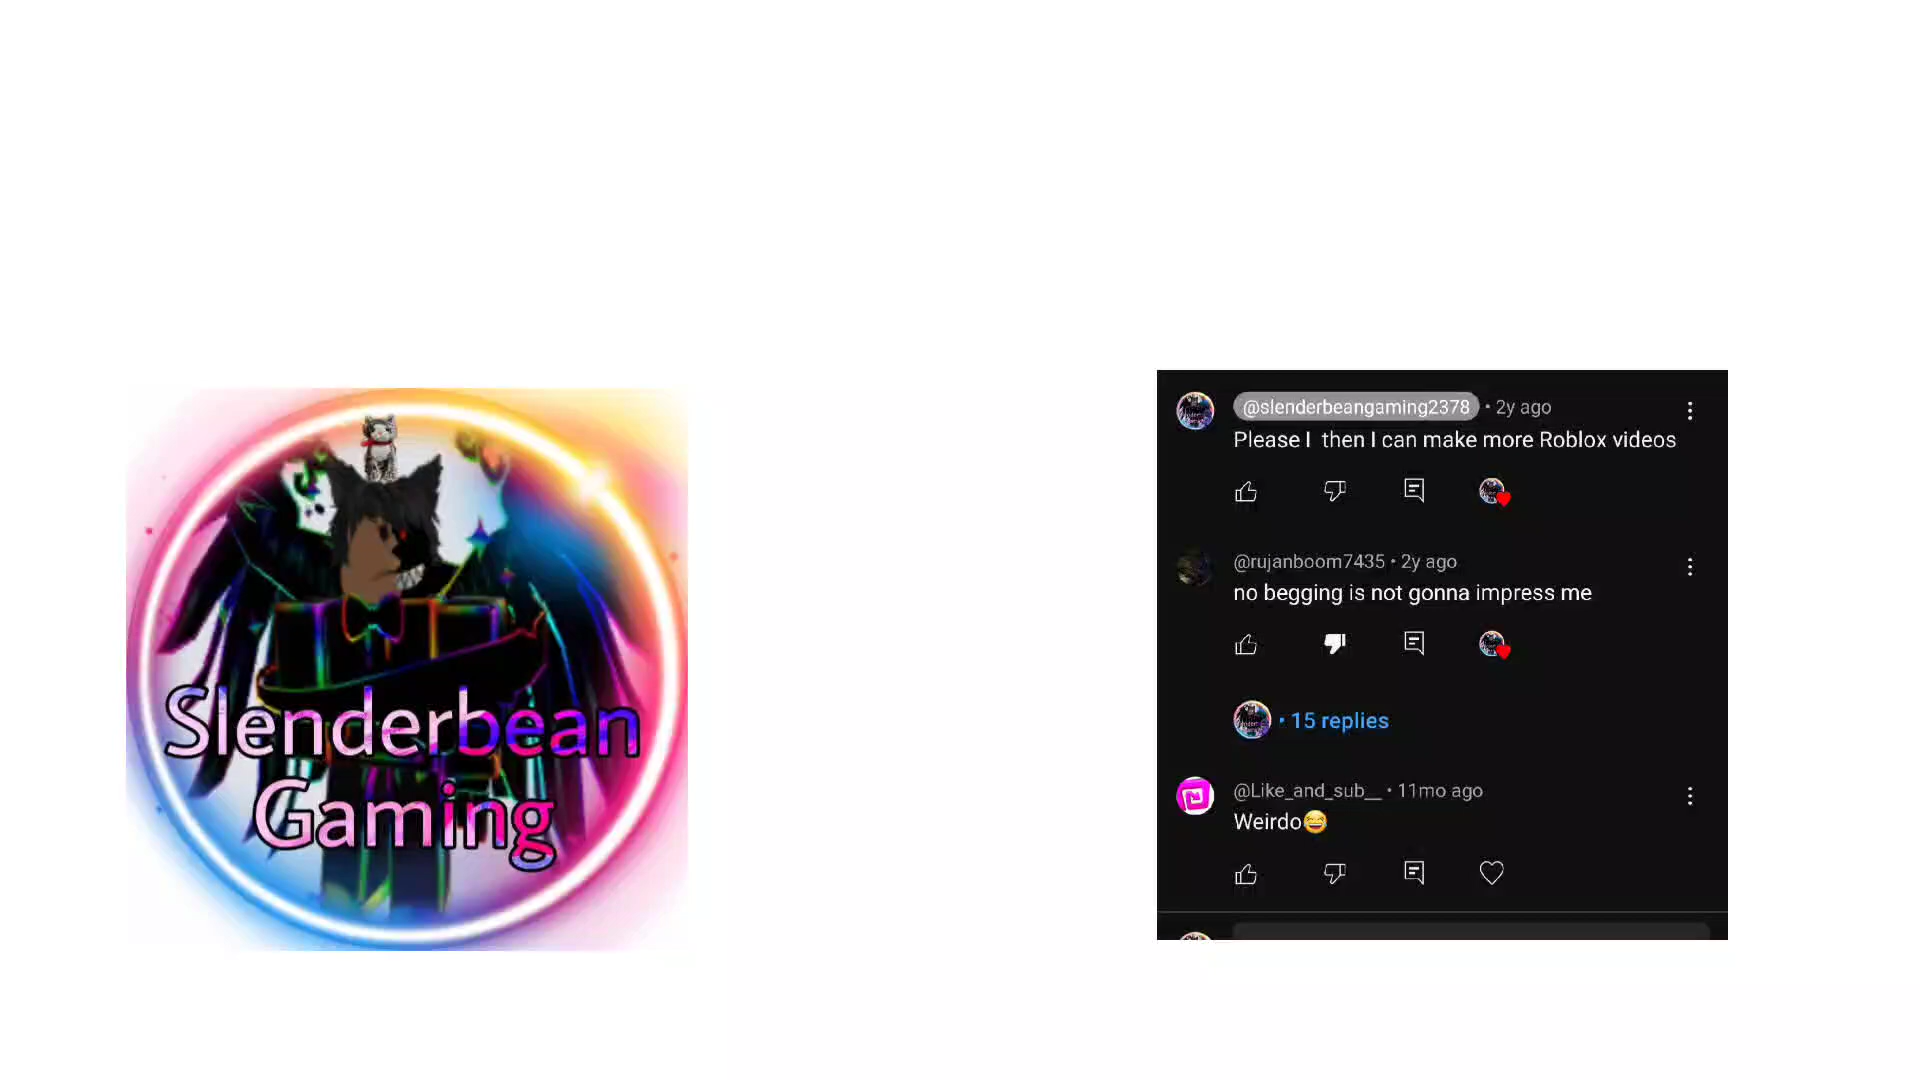 Slenderbean
Gaming
@slenderbeangaming2378 • 2y ago
Please I then I can make more Roblox videos
@rujanboom7435 • 2y ago
no begging is not gonna impress me
• 15 replies
@Like_and_sub__ • 11mo ago
Weirdo😂